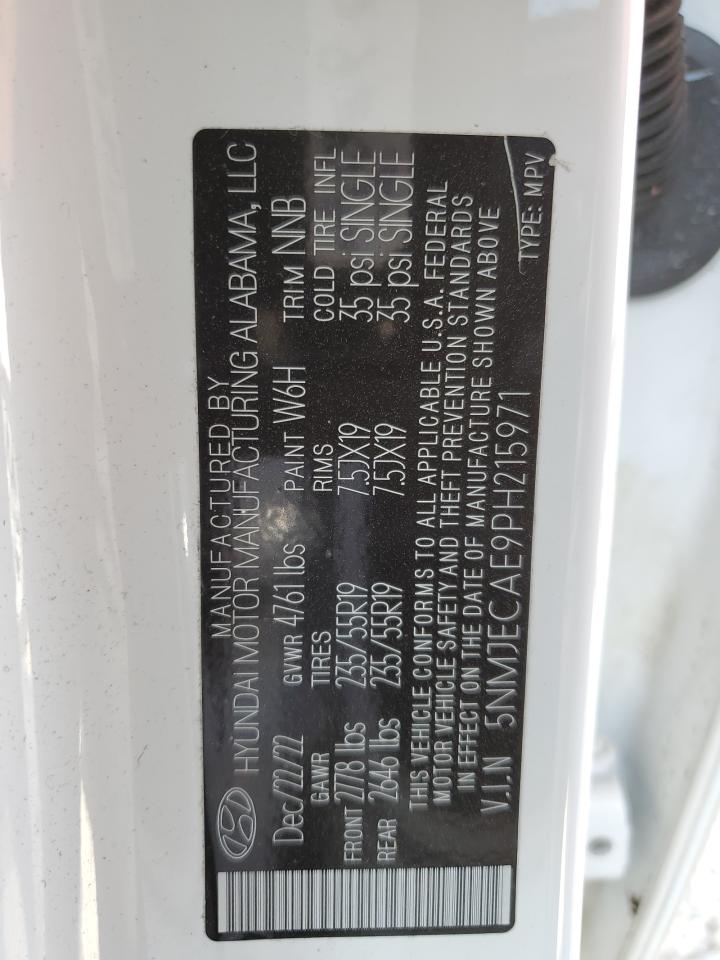 MANUFACTURED BY
HYUNDAI MOTOR MANUFACTURING ALABAMA, LLC
Dec/22/22 GVWR 4761 lbs PAINT W6H TRIM NNB
GAWR TIRES RIMS COLD TIRE INFL
FRONT 2778 lbs 235/55R19 7.5JX19 35 psi SINGLE
REAR 2646 lbs 235/55R19 7.5JX19 35 psi SINGLE
THIS VEHICLE CONFORMS TO ALL APPLICABLE U.S.A. FEDERAL
MOTOR VEHICLE SAFETY AND THEFT PREVENTION STANDARDS
IN EFFECT ON THE DATE OF MANUFACTURE SHOWN ABOVE
V.I.N 5NMJECAE9PH215971 TYPE: MPV